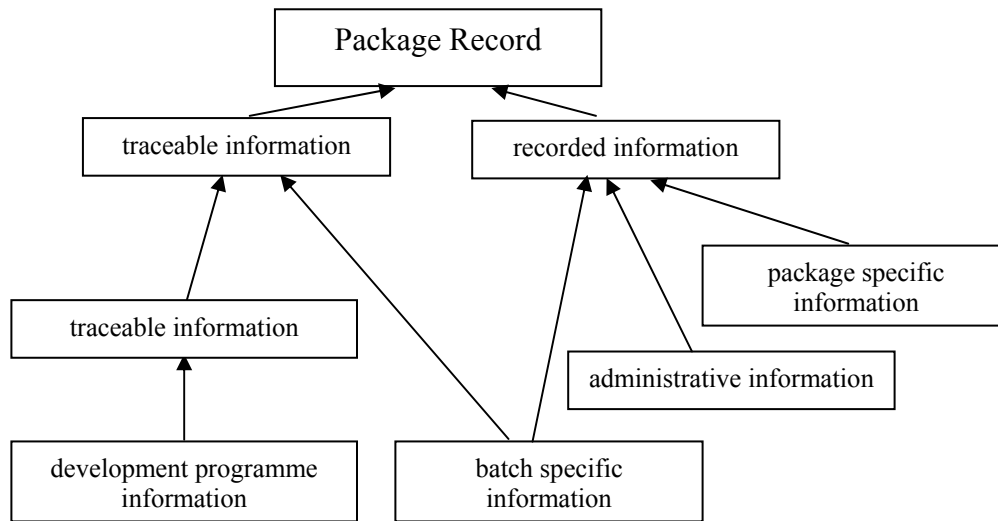 Package Record
traceable information
recorded information
package specific
information
traceable information
administrative information
development programme
information
batch specific
information